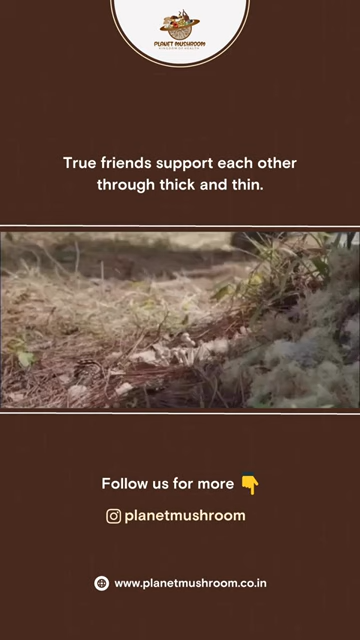 PLANET MUSHROOM
True friends support each other
through thick and thin.
Follow us for more
planetmushroom
www.planetmushroom.co.in